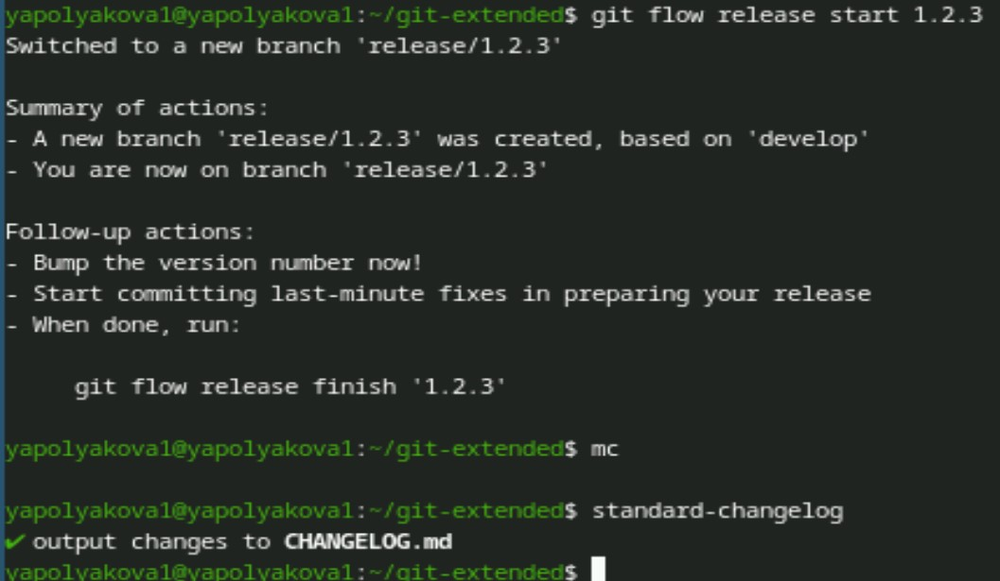 yapolyakova1@yapolyakova1:~/git-extended$ git flow release start 1.2.3
Switched to a new branch 'release/1.2.3'
Summary of actions:
- A new branch 'release/1.2.3' was created, based on 'develop'
- You are now on branch 'release/1.2.3'
Follow-up actions:
- Bump the version number now!
- Start committing last-minute fixes in preparing your release
- When done, run:
git flow release finish '1.2.3'
yapolyakova1@yapolyakova1:~/git-extended$ mc
yapolyakova1@yapolyakova1:~/git-extended$ standard-changelog
✔ output changes to CHANGELOG.md
yapolyakova1@yapolyakova1:~/git-extended$